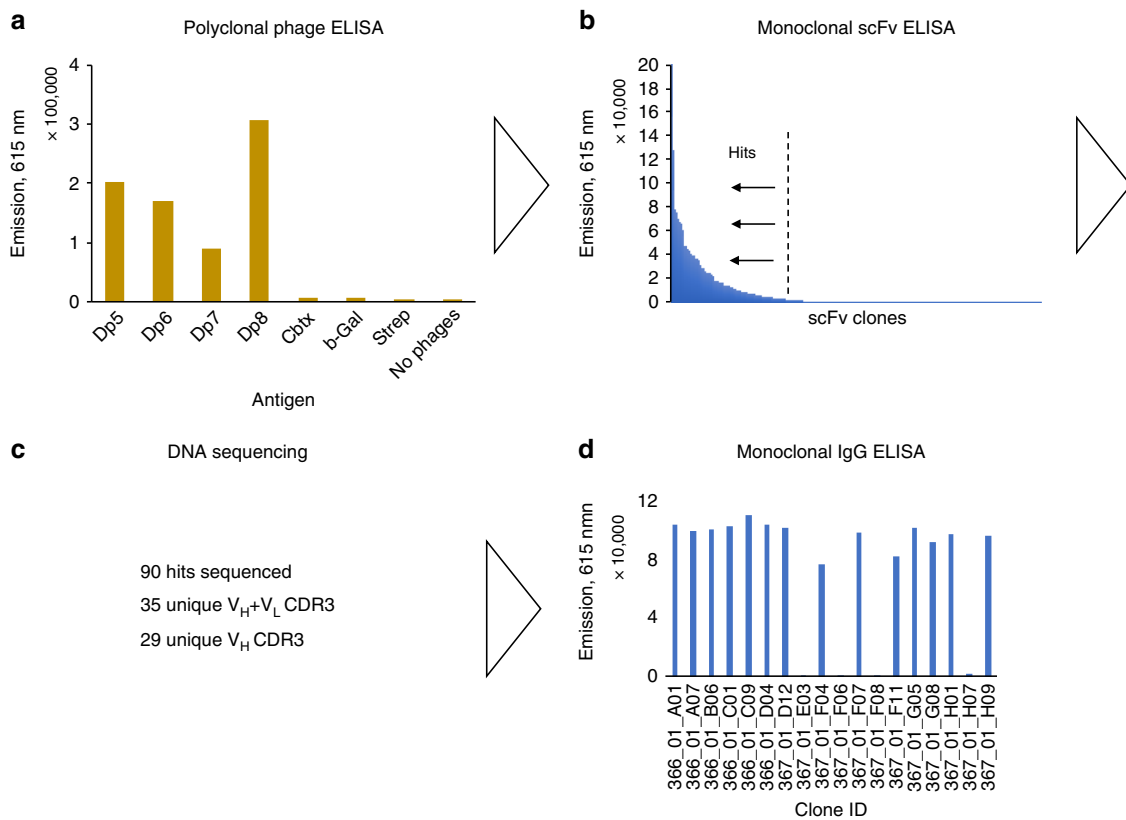 a
Polyclonal phage ELISA
Emission, 615 nm
× 100,000
4
3
2
1
0
Dp5
Dp6
Dp7
Dp8
Cbtx
b-Gal
Strep
No phages
Antigen
b
Monoclonal scFv ELISA
Emission, 615 nm
× 10,000
20
18
16
14
12
10
8
6
4
2
0
Hits
scFv clones
c
DNA sequencing
90 hits sequenced
35 unique VH+VL CDR3
29 unique VH CDR3
d
Monoclonal IgG ELISA
Emission, 615 nmn
× 10,000
12
8
4
0
366_01_A01
366_01_A07
366_01_B06
366_01_C01
366_01_C09
366_01_D04
367_01_D12
367_01_E03
367_01_F04
367_01_F06
367_01_F07
367_01_F08
367_01_F11
367_01_G05
367_01_G08
367_01_H01
367_01_H07
367_01_H09
Clone ID